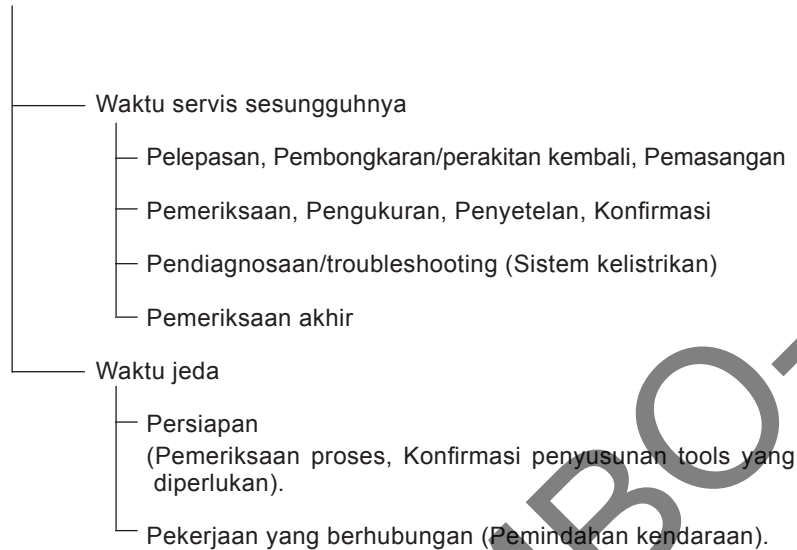 Waktu servis sesungguhnya
Pelepasan, Pembongkaran/perakitan kembali, Pemasangan
Pemeriksaan, Pengukuran, Penyetelan, Konfirmasi
Pendiagnosaan/troubleshooting (Sistem kelistrikan)
Pemeriksaan akhir
Waktu jeda
Persiapan
(Pemeriksaan proses, Konfirmasi penyusunan tools yang
diperlukan).
Pekerjaan yang berhubungan (Pemindahan kendaraan).